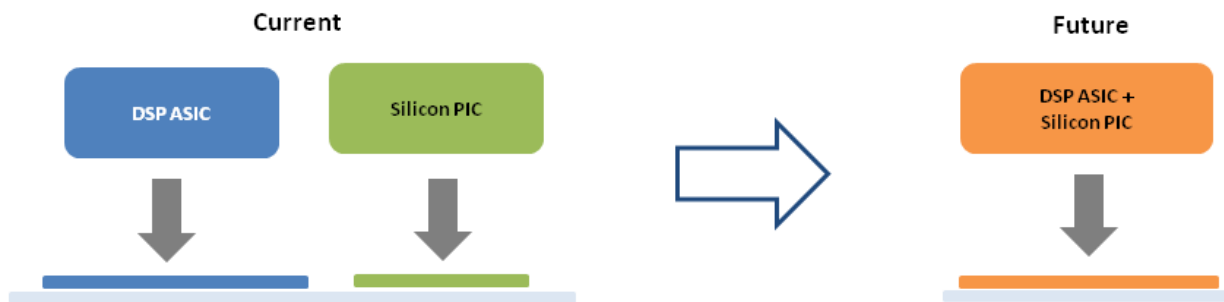 Current
Future
DSP ASIC
Silicon PIC
DSP ASIC +
Silicon PIC